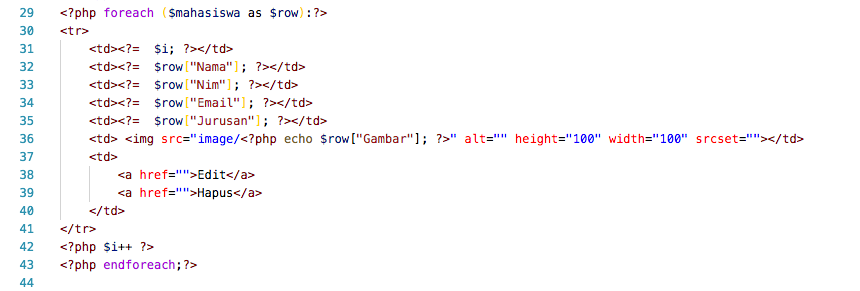 29 <?php foreach ($mahasiswa as $row):?>
30 <tr>
31     <td><?=  $i; ?></td>
32     <td><?=  $row["Nama"]; ?></td>
33     <td><?=  $row["Nim"]; ?></td>
34     <td><?=  $row["Email"]; ?></td>
35     <td><?=  $row["Jurusan"]; ?></td>
36     <td> <img src="image/<?php echo $row["Gambar"]; ?>" alt="" height="100" width="100" srcset=""></td>
37     <td>
38         <a href="">Edit</a>
39         <a href="">Hapus</a>
40     </td>
41 </tr>
42 <?php $i++ ?>
43 <?php endforeach;?>
44